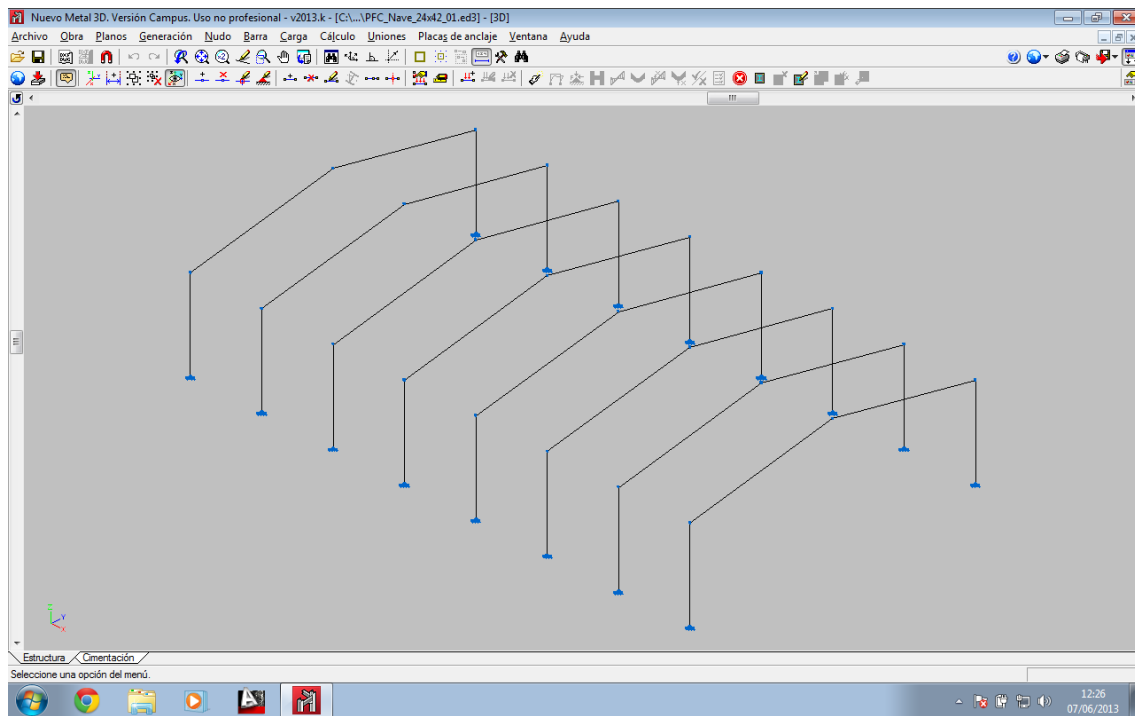 Nuevo Metal 3D. Versión Campus. Uso no profesional - v2013.k - [C:\...\PFC_Nave_24x42_01.ed3] - [3D]
Archivo Obra Planos Generación Nudo Barra Carga Cálculo Uniones Placas de anclaje Ventana Ayuda
Z
Y
X
Estructura Cimentación
Seleccione una opción del menú.
12:26
07/06/2013